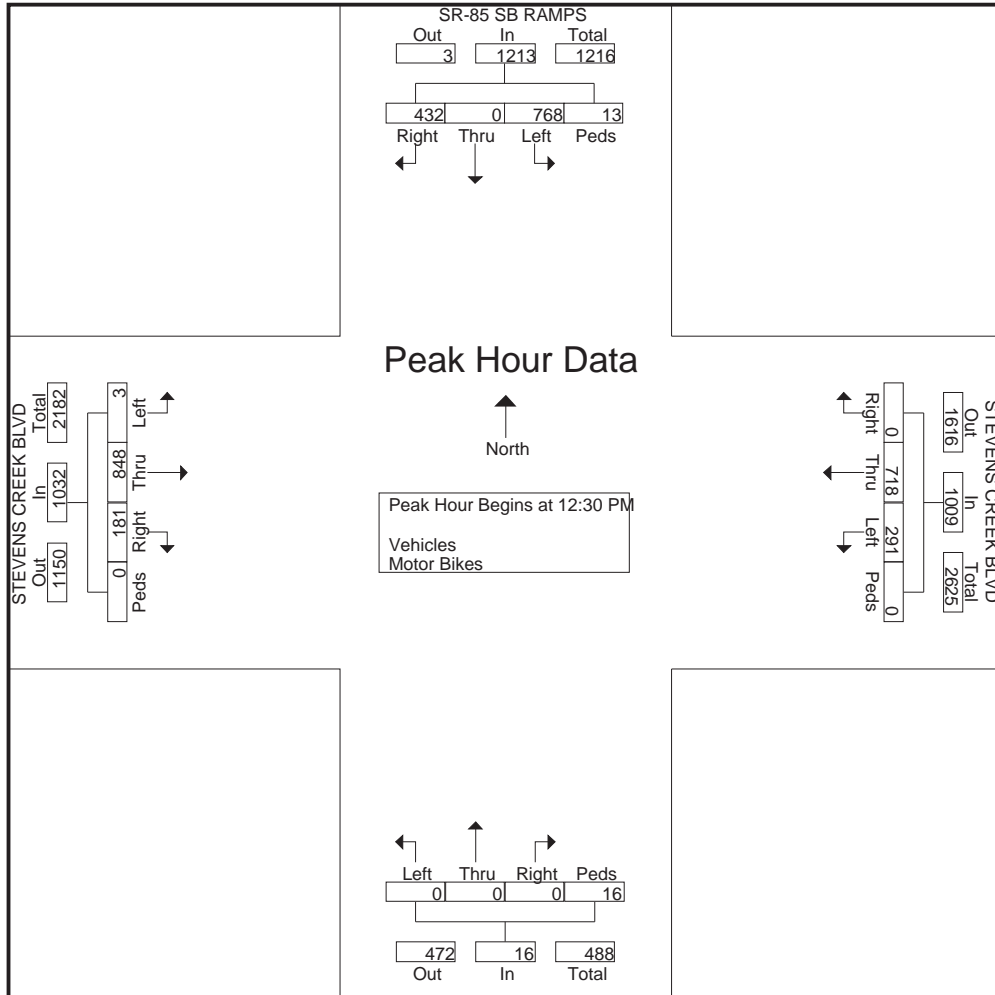 SR-85 SB RAMPS
Out In Total
3 1213 1216
432 0 768 13
Right Thru Left Peds
Peak Hour Data
North
Peak Hour Begins at 12:30 PM
Vehicles
Motor Bikes
STEVENS CREEK BLVD
Total In Out
2182 1032 1150
3 848 181 0
Left Thru Right Peds
STEVENS CREEK BLVD
Out In Total
1616 1009 2625
0 718 291 0
Right Thru Left Peds
Left Thru Right Peds
0 0 0 16
472 16 488
Out In Total